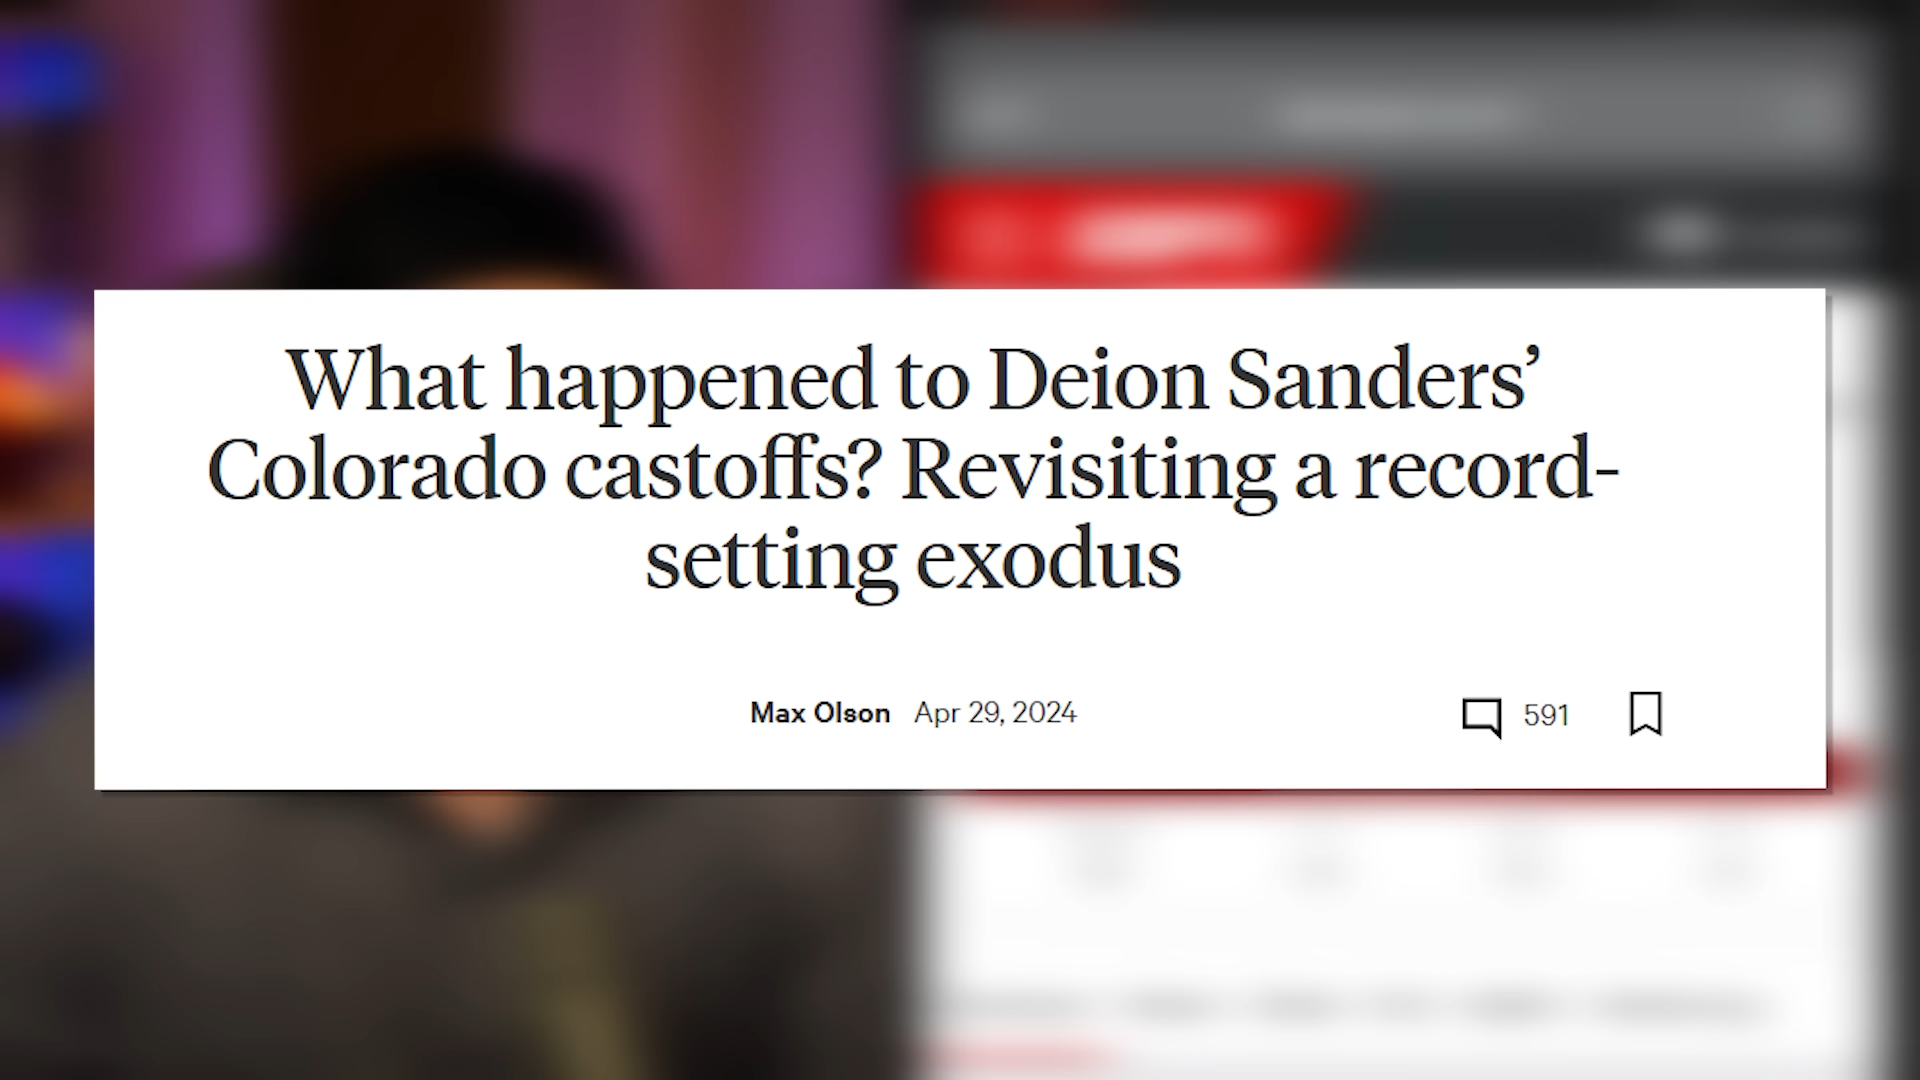 What happened to Deion Sanders’
Colorado castoffs? Revisiting a record-
setting exodus
Max Olson Apr 29, 2024
591